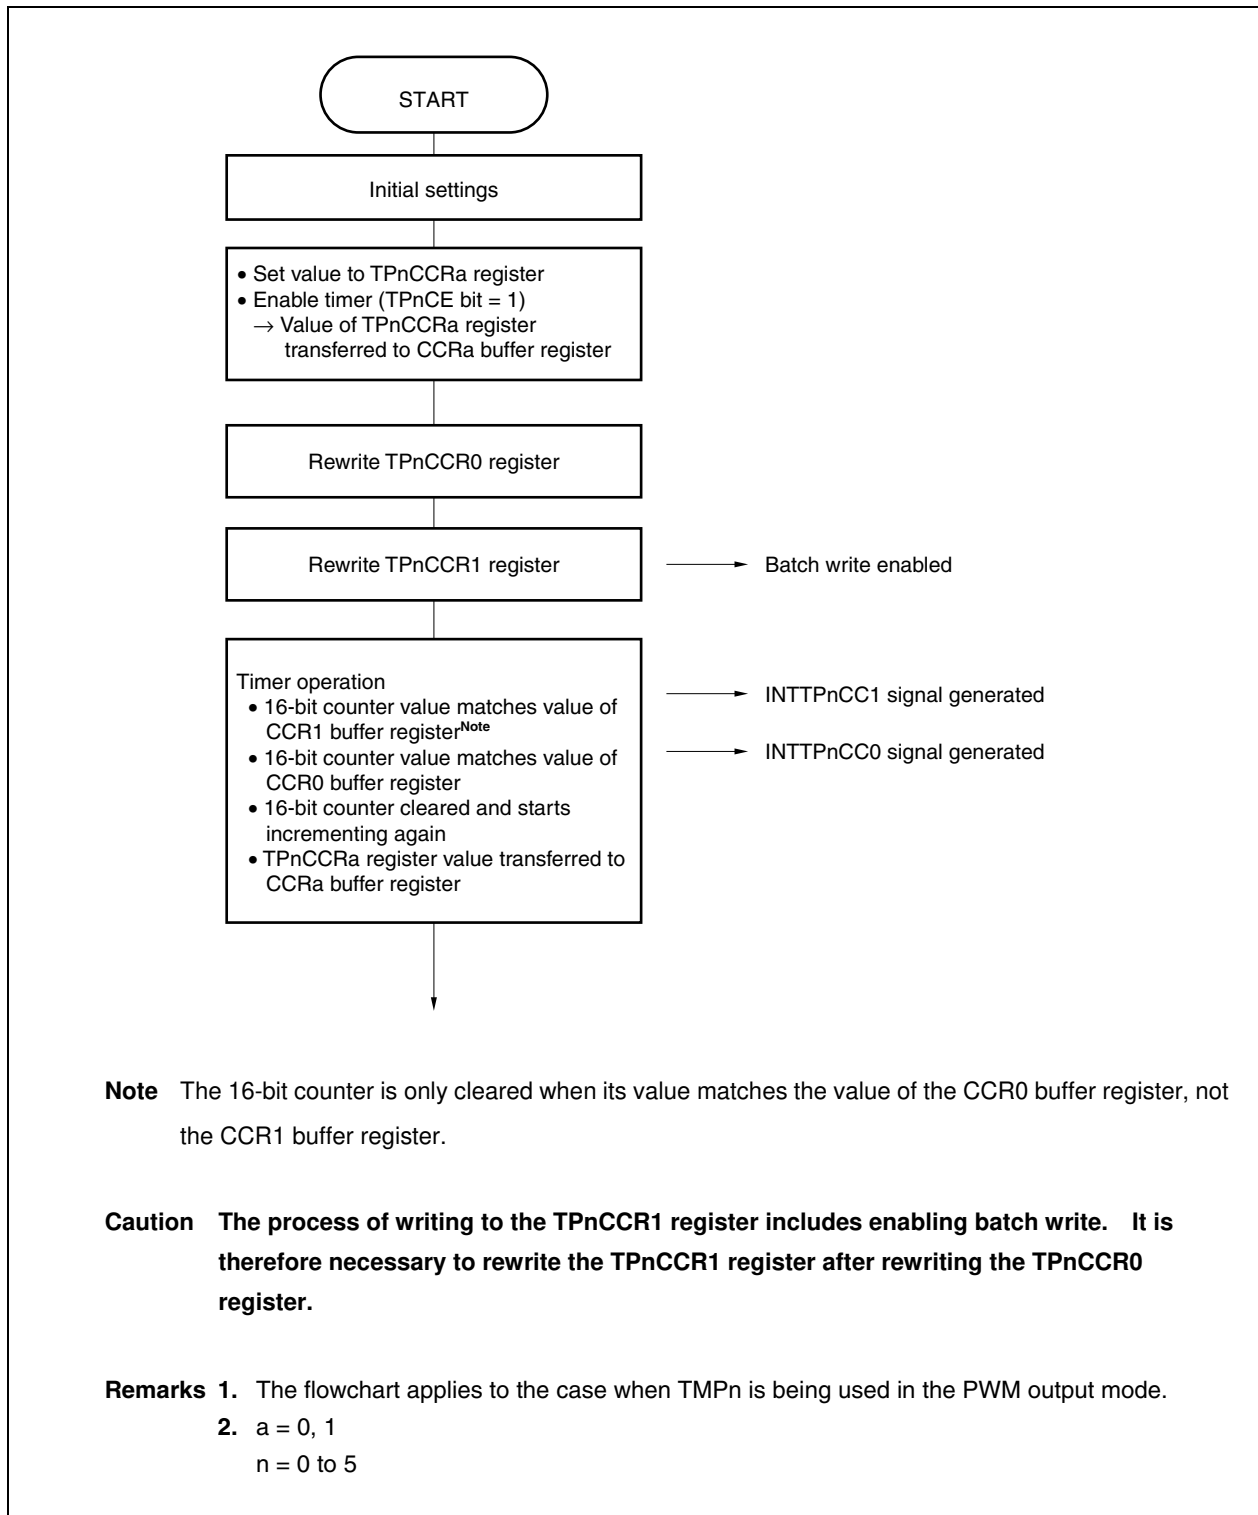 START
Initial settings
• Set value to TPnCCRa register
• Enable timer (TPnCE bit = 1)
→ Value of TPnCCRa register
transferred to CCRa buffer register
Rewrite TPnCCR0 register
Rewrite TPnCCR1 register
Batch write enabled
Timer operation
• 16-bit counter value matches value of
CCR1 buffer registerNote
• 16-bit counter value matches value of
CCR0 buffer register
• 16-bit counter cleared and starts
incrementing again
• TPnCCRa register value transferred to
CCRa buffer register
INTTPnCC1 signal generated
INTTPnCC0 signal generated
Note The 16-bit counter is only cleared when its value matches the value of the CCR0 buffer register, not
the CCR1 buffer register.
Caution The process of writing to the TPnCCR1 register includes enabling batch write. It is
therefore necessary to rewrite the TPnCCR1 register after rewriting the TPnCCR0
register.
Remarks 1. The flowchart applies to the case when TMPn is being used in the PWM output mode.
2. a = 0, 1
n = 0 to 5